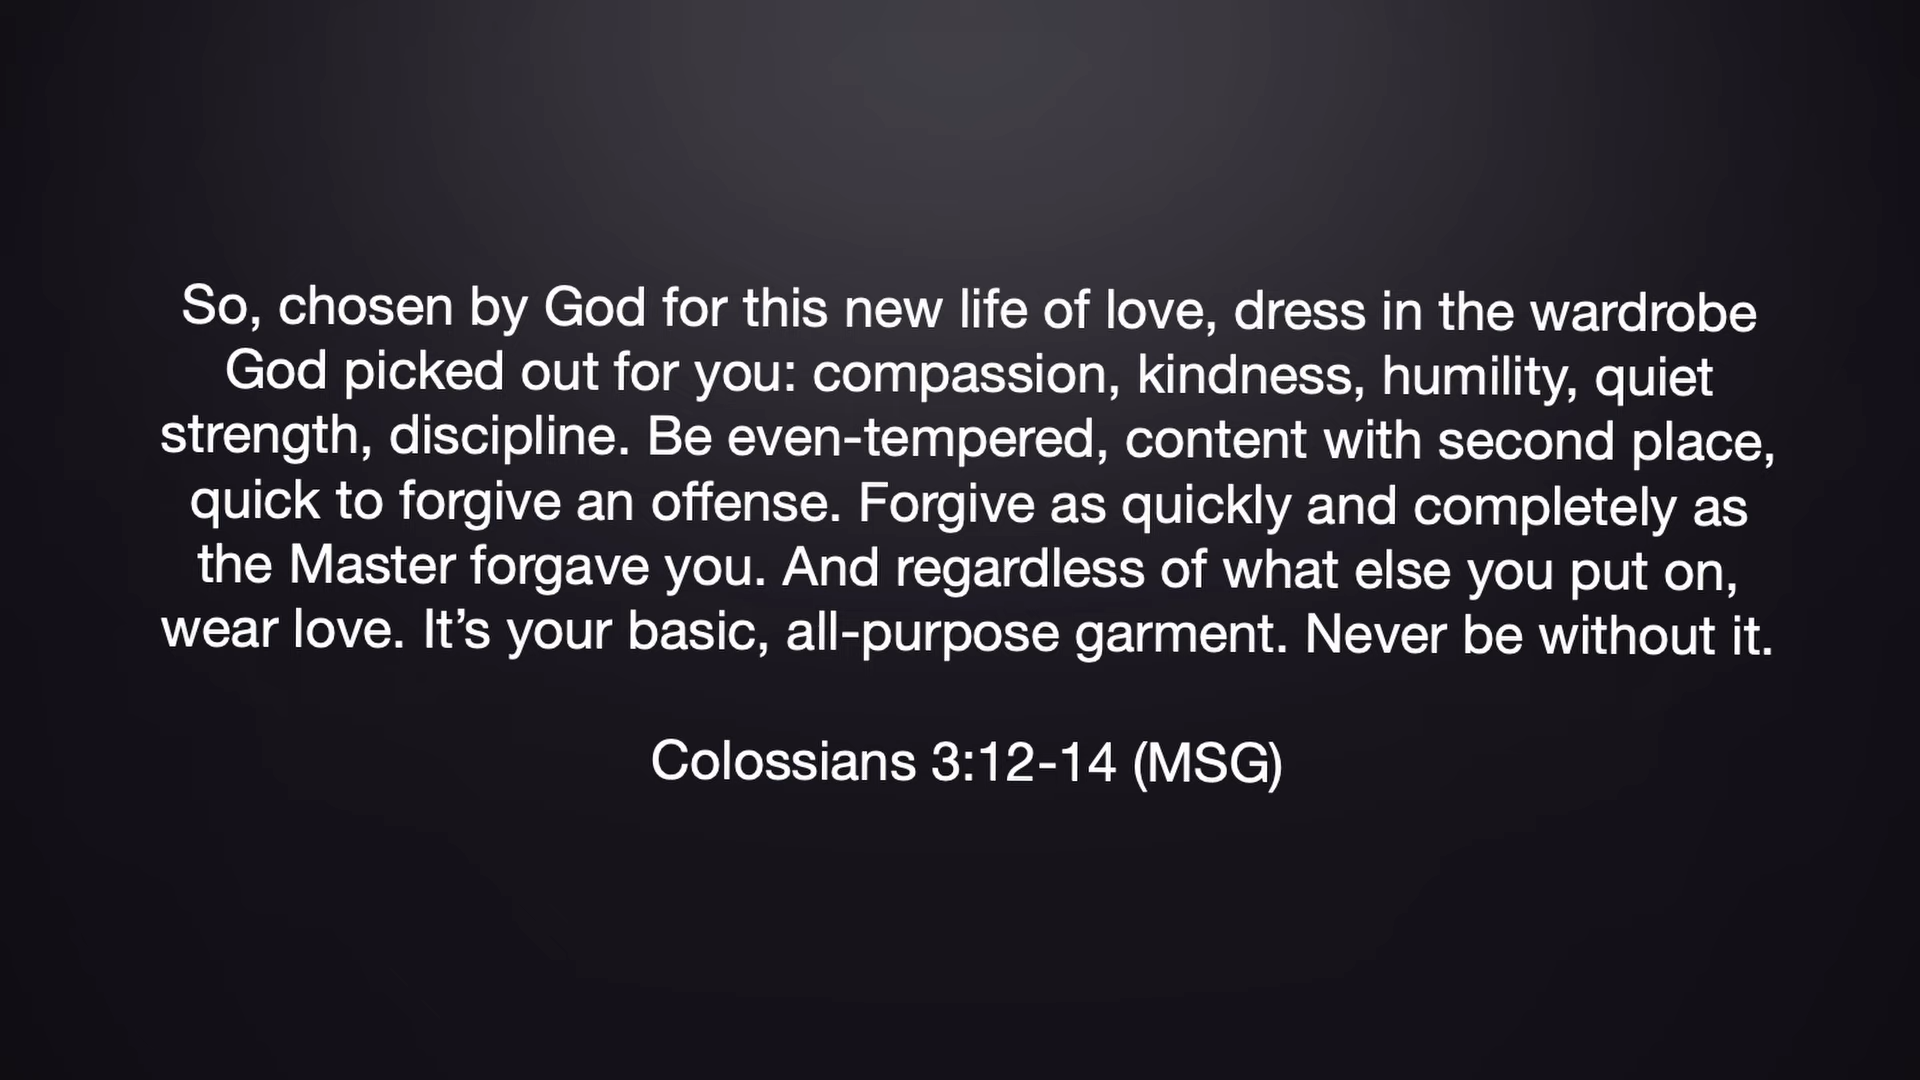 So, chosen by God for this new life of love, dress in the wardrobe
God picked out for you: compassion, kindness, humility, quiet
strength, discipline. Be even-tempered, content with second place,
quick to forgive an offense. Forgive as quickly and completely as
the Master forgave you. And regardless of what else you put on,
wear love. It’s your basic, all-purpose garment. Never be without it.
Colossians 3:12-14 (MSG)